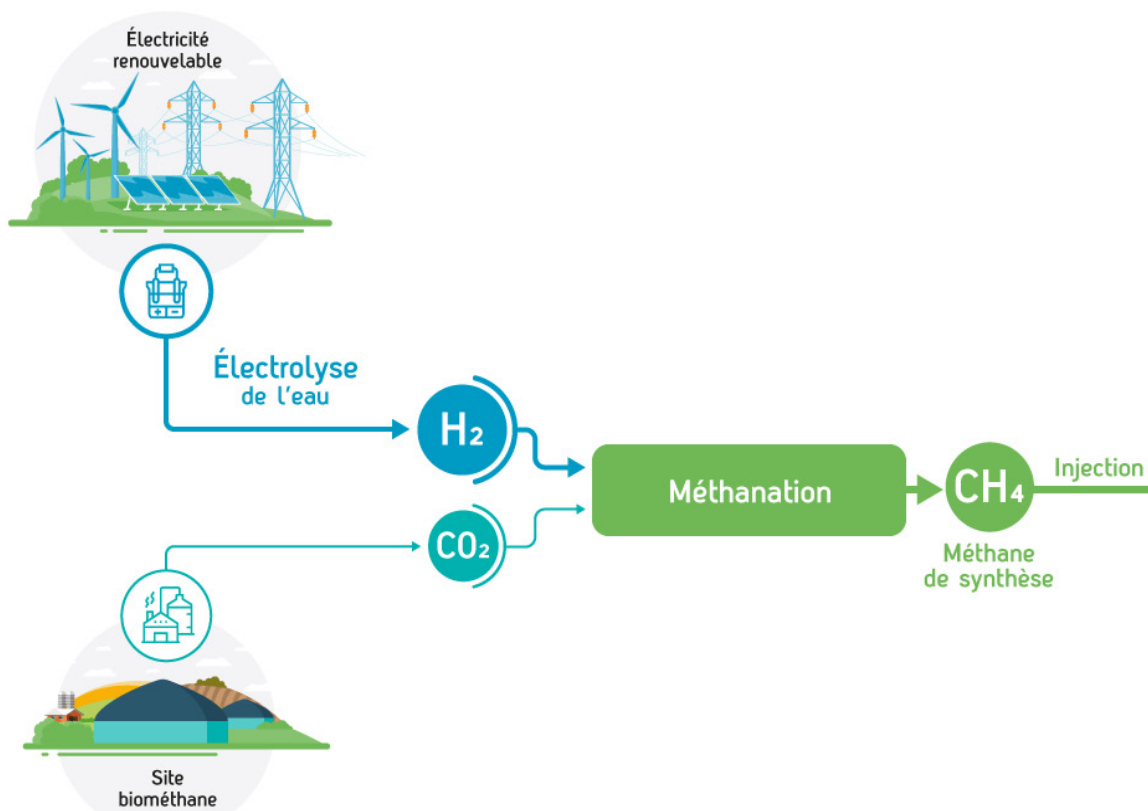 Électricité
renouvelable
Électrolyse
de l'eau
H₂
CO₂
Méthanation
CH₄
Injection
Méthane
de synthèse
Site
biométhane